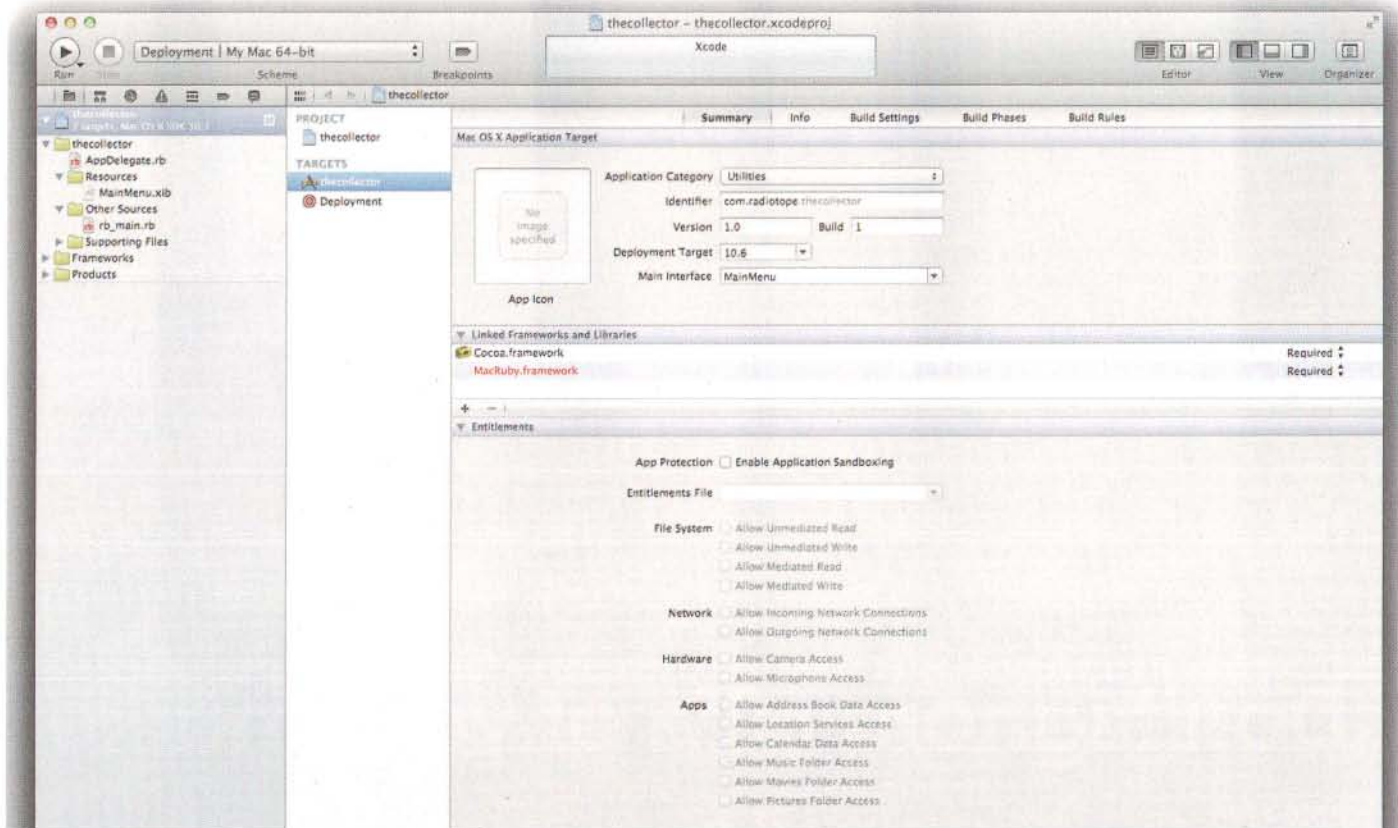 thecollector – thecollector.xcodeproj
Deployment | My Mac 64-bit
Xcode
Run
Scheme
Breakpoints
Editor
View
Organizer
thecollector
thecollector
thecollector
AppDelegate.rb
Resources
MainMenu.xib
Other Sources
rb_main.rb
Supporting Files
Frameworks
Products
PROJECT
thecollector
TARGETS
thecollector
Deployment
Summary Info Build Settings Build Phases Build Rules
Mac OS X Application Target
No
image
specified
App Icon
Application Category Utilities
Identifier com.radiotope.thecollector
Version 1.0 Build 1
Deployment Target 10.6
Main Interface MainMenu
Linked Frameworks and Libraries
Cocoa.framework Required
MacRuby.framework Required
Entitlements
App Protection Enable Application Sandboxing
Entitlements File
File System Allow Unmediated Read
Allow Unmediated Write
Allow Mediated Read
Allow Mediated Write
Network Allow Incoming Network Connections
Allow Outgoing Network Connections
Hardware Allow Camera Access
Allow Microphone Access
Apps Allow Address Book Data Access
Allow Location Services Access
Allow Calendar Data Access
Allow Music Folder Access
Allow Movies Folder Access
Allow Pictures Folder Access